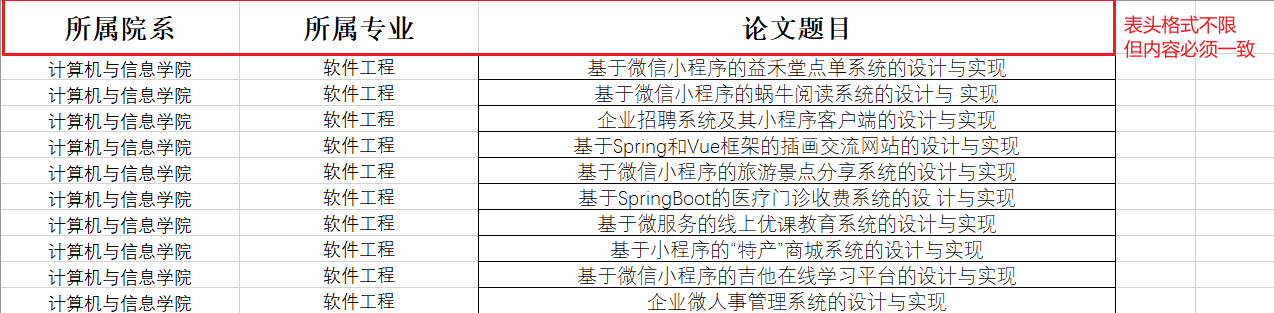 所属院系 所属专业 论文题目 表头格式不限
但内容必须一致
计算机与信息学院 软件工程 基于微信小程序的益禾堂点单系统的设计与实现
计算机与信息学院 软件工程 基于微信小程序的蜗牛阅读系统的设计与 实现
计算机与信息学院 软件工程 企业招聘系统及其小程序客户端的设计与实现
计算机与信息学院 软件工程 基于Spring和Vue框架的插画交流网站的设计与实现
计算机与信息学院 软件工程 基于微信小程序的旅游景点分享系统的设计与实现
计算机与信息学院 软件工程 基于SpringBoot的医疗门诊收费系统的设 计与实现
计算机与信息学院 软件工程 基于微服务的线上优课教育系统的设计与实现
计算机与信息学院 软件工程 基于小程序的“特产”商城系统的设计与实现
计算机与信息学院 软件工程 基于微信小程序的吉他在线学习平台的设计与实现
计算机与信息学院 软件工程 企业微人事管理系统的设计与实现